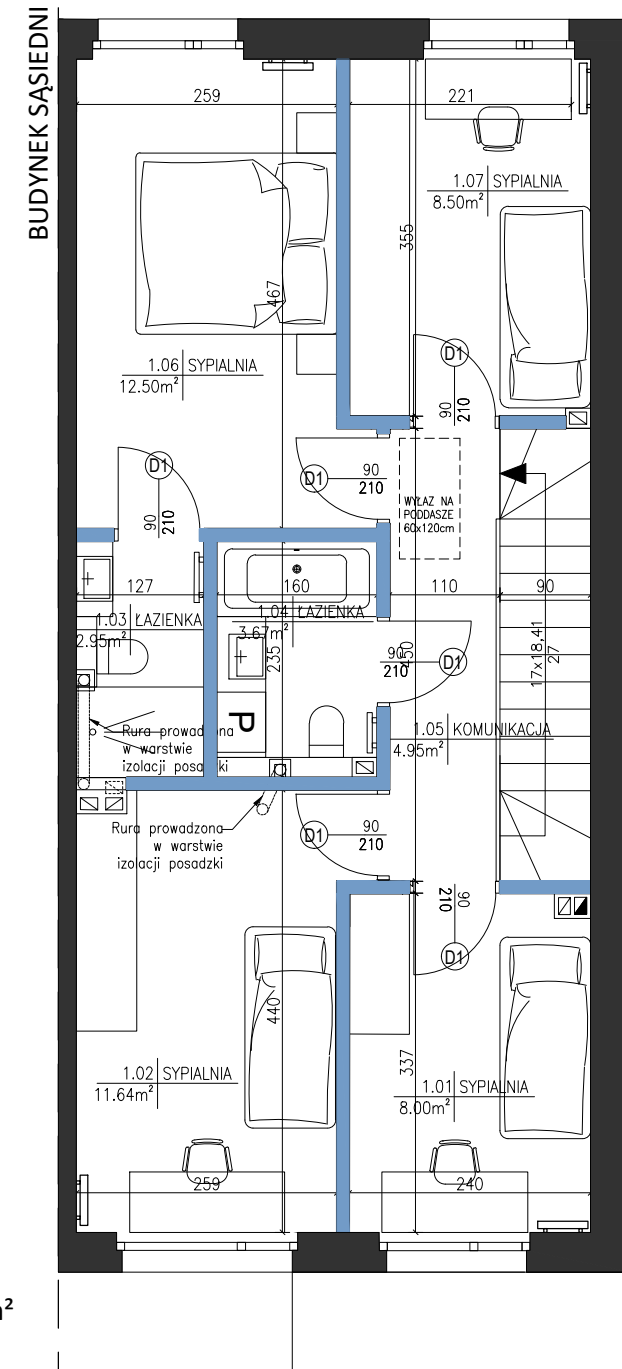 BUDYNEK SĄSIEDNI
259
221
1.07 SYPIALNIA
8.50m²
355
467
1.06 SYPIALNIA
12.50m²
D1
90
210
D1
90
210
D1
90
210
WYŁAZ NA
PODDASZE
60x120cm
127
160
110
90
1.03 ŁAZIENKA
2.95m²
1.04 ŁAZIENKA
3.67m²
235
90
210
450
D1
17x18,41
27
P
1.05 KOMUNIKACJA
4.95m²
Rura prowadzona
w warstwie
izolacji posadzki
Rura prowadzona
w warstwie
izolacji posadzki
D1
90
210
90
210
D1
440
337
1.02 SYPIALNIA
11.64m²
1.01 SYPIALNIA
8.00m²
259
240
m²